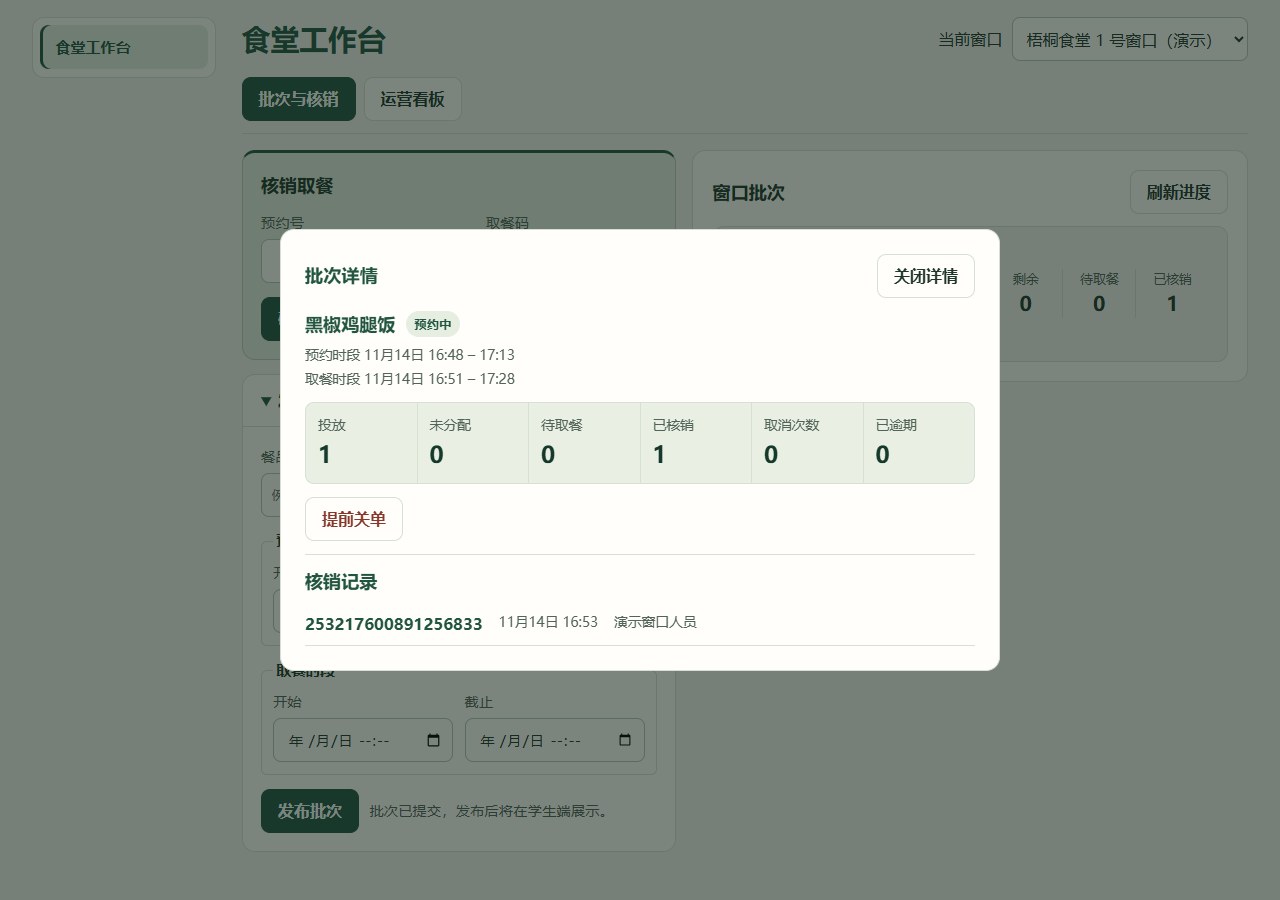 食堂工作台
食堂工作台
当前窗口
梧桐食堂 1 号窗口（演示）
批次与核销
运营看板
核销取餐
预约号
取餐码
窗口批次
刷新进度
剩余
0
待取餐
0
已核销
1
批次详情
关闭详情
黑椒鸡腿饭
预约中
预约时段 11月14日 16:48 – 17:13
取餐时段 11月14日 16:51 – 17:28
投放
未分配
待取餐
已核销
取消次数
已逾期
1
0
0
1
0
0
提前关单
核销记录
253217600891256833 11月14日 16:53 演示窗口人员
取餐时段
开始
截止
年 /月/日 --:--
年 /月/日 --:--
发布批次
批次已提交，发布后将在学生端展示。